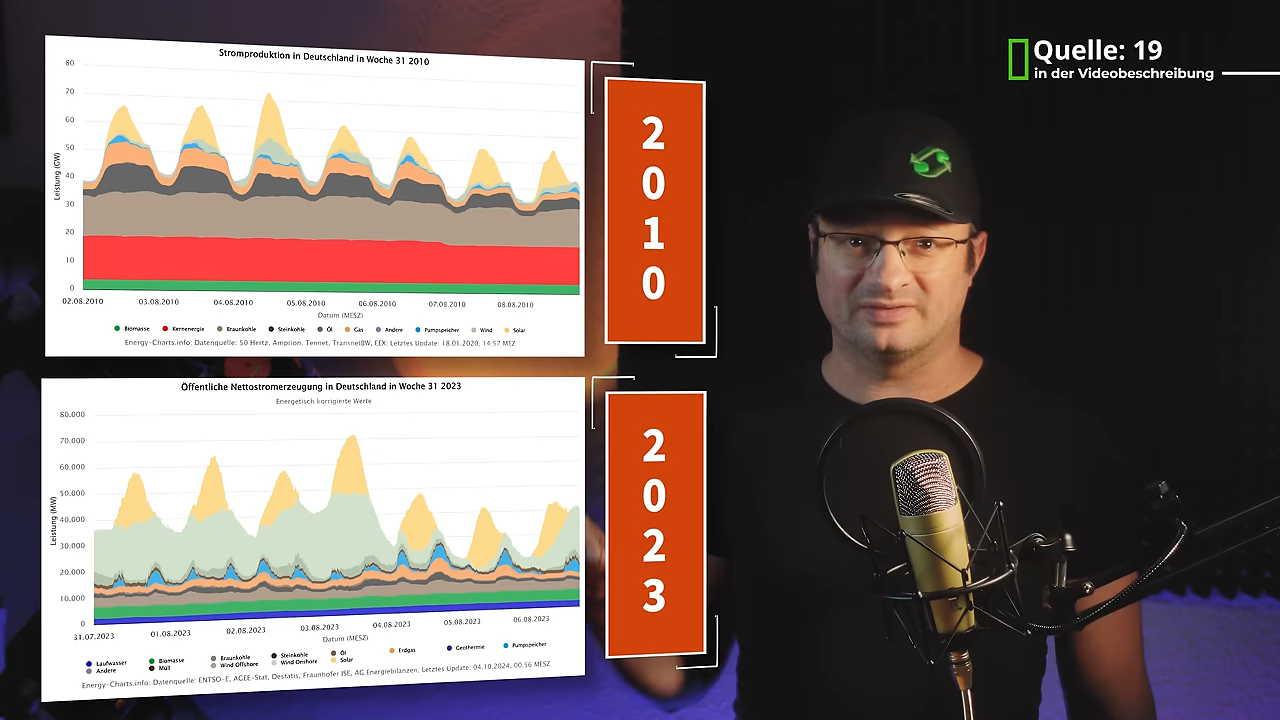 Quelle: 19
in der Videobeschreibung
Stromproduktion in Deutschland in Woche 31 2010
80
70
60
50
40
30
20
10
0
Leistung (GW)
02.08.2010 03.08.2010 04.08.2010 05.08.2010 06.08.2010 07.08.2010 08.08.2010
Datum (MESZ)
Biomasse Kernenergie Braunkohle Steinkohle Öl Gas Andere Pumpspeicher Wind Solar
Energy-Charts.info: Datenquelle: 50 Hertz, Amprion, Tennet, TransnetBW, EEX: Letztes Update: 18.01.2020, 14:57 MEZ
2
0
1
0
Öffentliche Nettostromerzeugung in Deutschland in Woche 31 2023
Energetisch korrigierte Werte
80.000
70.000
60.000
50.000
40.000
30.000
20.000
10.000
0
Leistung (MW)
31.07.2023 01.08.2023 02.08.2023 03.08.2023 04.08.2023 05.08.2023 06.08.2023
Datum (MESZ)
Laufwasser Biomasse Braunkohle Steinkohle Öl Erdgas Geothermie Pumpspeicher
Andere Müll Wind Offshore Wind Onshore Solar
Energy-Charts.info; Datenquelle: ENTSO-E, AGEE-Stat, Destatis, Fraunhofer ISE, AG Energiebilanzen; Letztes Update: 04.10.2024, 00:56 MESZ
2
0
2
3